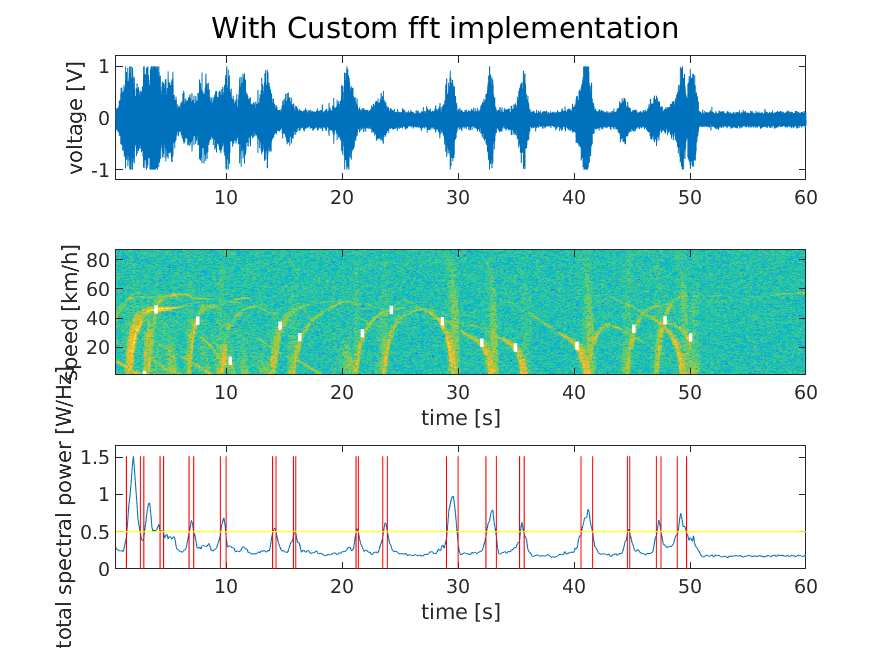 With Custom fft implementation
voltage [V]
1
0
-1
10 20 30 40 50 60
speed [km/h]
80
60
40
20
10 20 30 40 50 60
time [s]
total spectral power [W/Hz]
1.5
1
0.5
0
10 20 30 40 50 60
time [s]